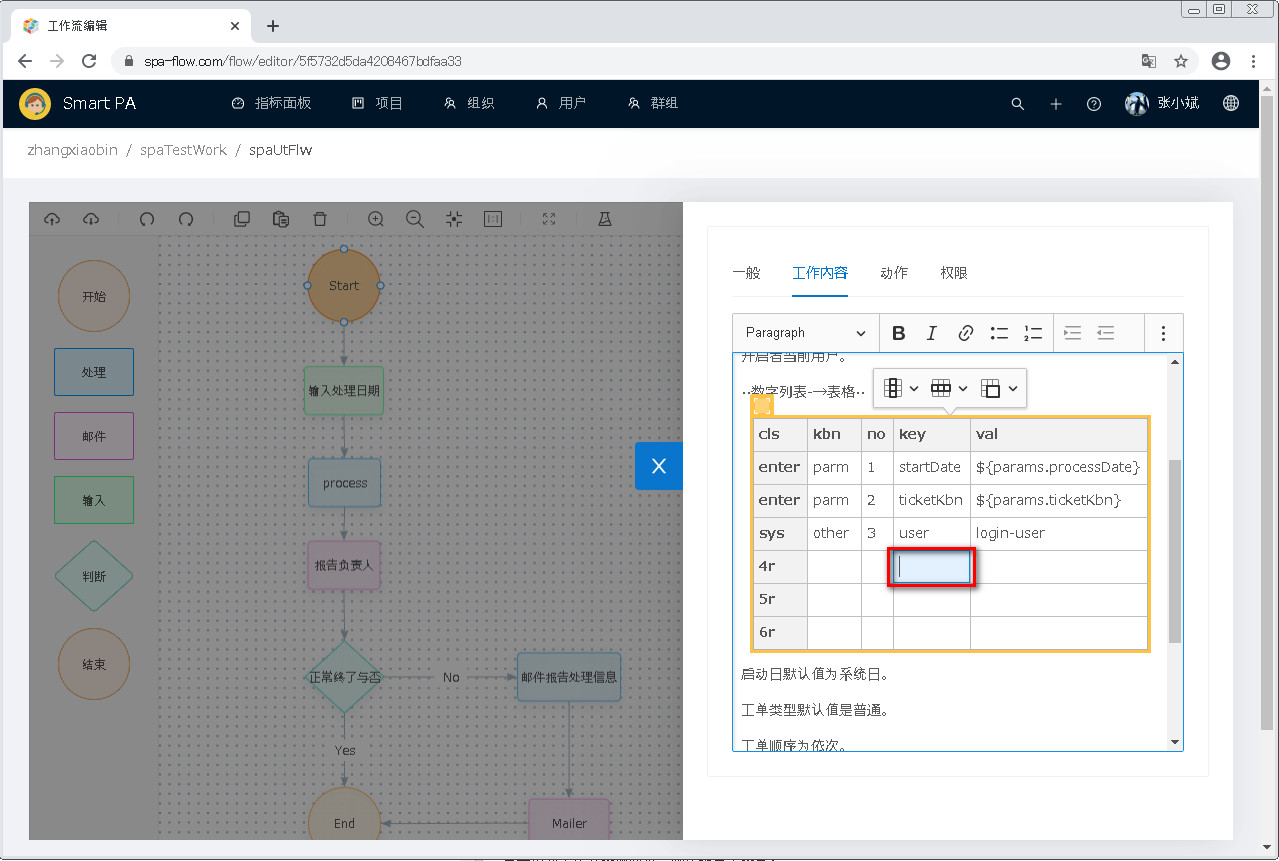 工作流编辑
spa-flow.com/flow/editor/5f5732d5da4208467bdfaa33
Smart PA 指标面板 项目 组织 用户 群组 张小斌
zhangxiaobin / spaTestWork / spaUtFlw
开始
处理
邮件
输入
判断
结束
Start
输入处理日期
process
报告负责人
正常终了与否 No 邮件报告处理信息
Yes
End Mailer
X
一般 工作内容 动作 权限
Paragraph
开启者当前用户。
··数字列表-→表格··
cls kbn no key val
enter parm 1 startDate ${params.processDate}
enter parm 2 ticketKbn ${params.ticketKbn}
sys other 3 user login-user
4r
5r
6r
启动日默认值为系统日。
工单类型默认值是普通。
工单顺序为依次。